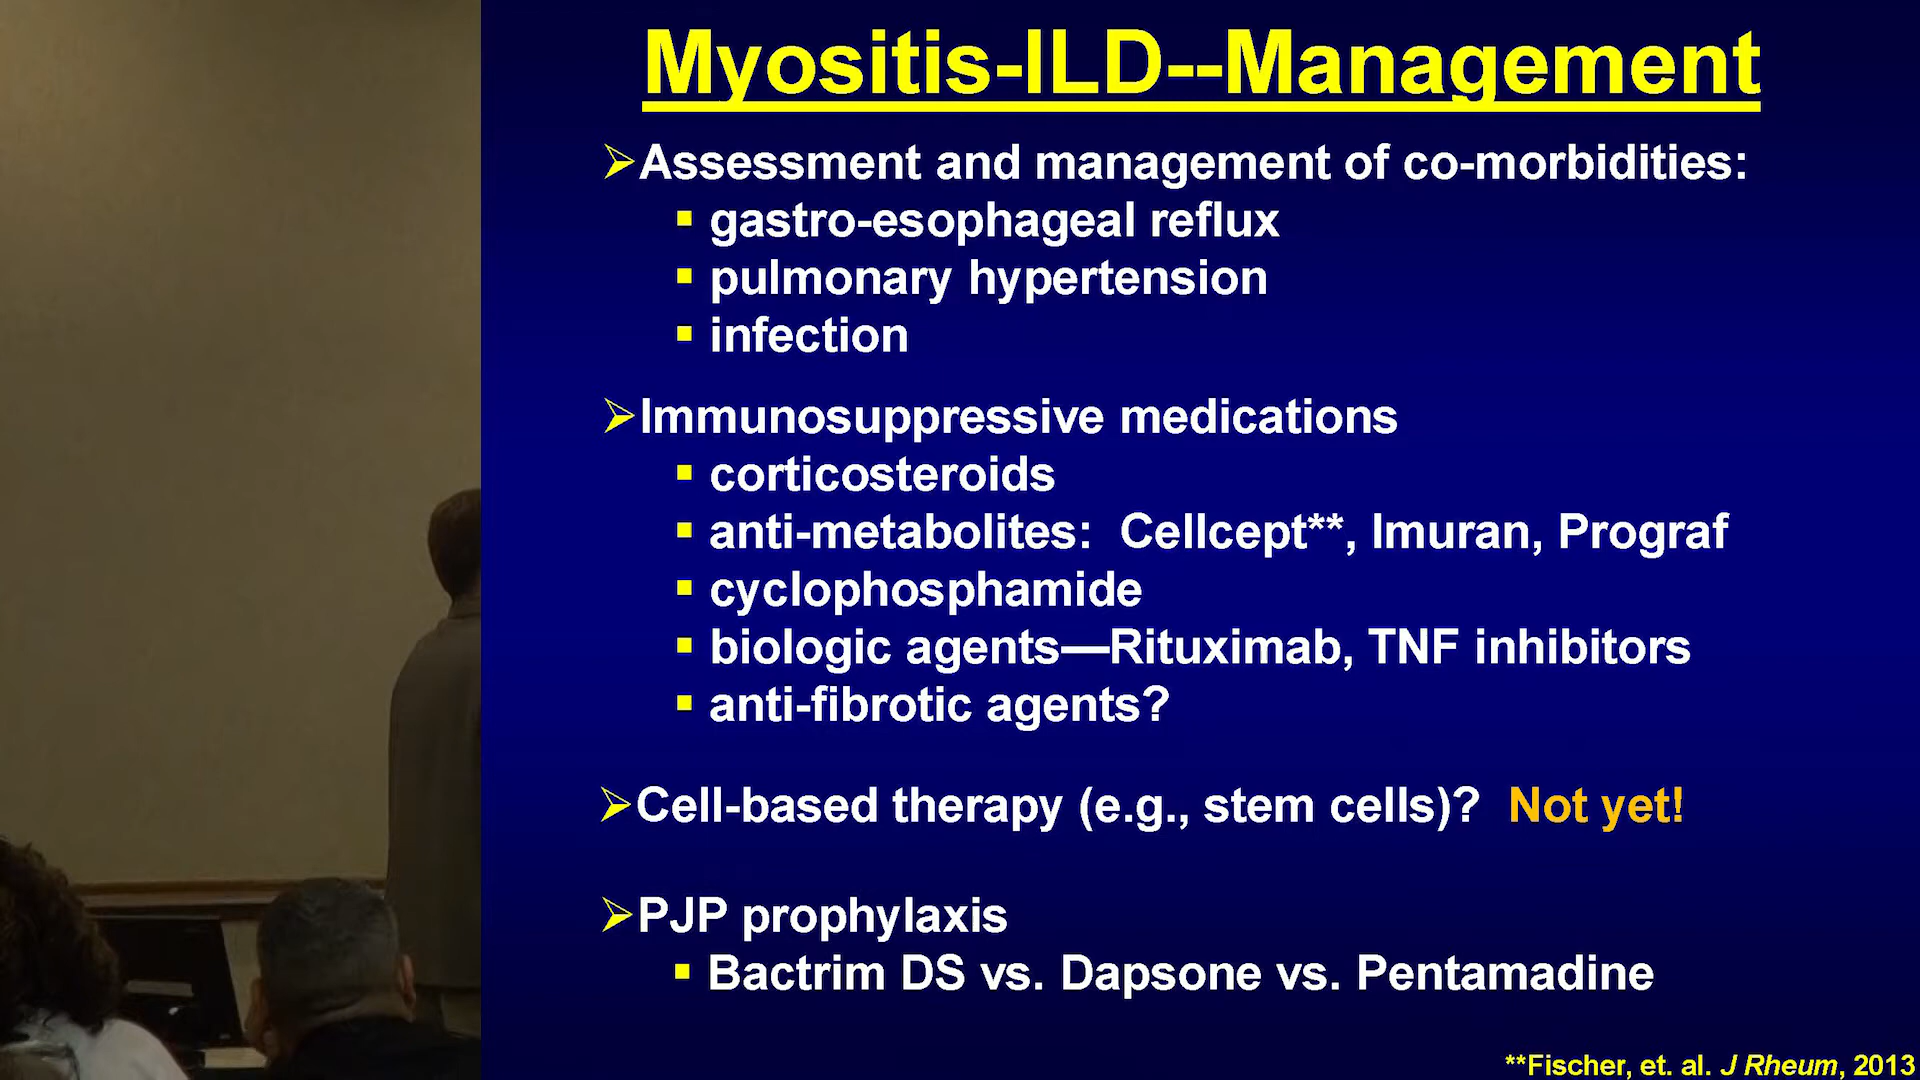 Myositis-ILD--Management
➢Assessment and management of co-morbidities:
▪ gastro-esophageal reflux
▪ pulmonary hypertension
▪ infection
➢Immunosuppressive medications
▪ corticosteroids
▪ anti-metabolites: Cellcept**, Imuran, Prograf
▪ cyclophosphamide
▪ biologic agents—Rituximab, TNF inhibitors
▪ anti-fibrotic agents?
➢Cell-based therapy (e.g., stem cells)? Not yet!
➢PJP prophylaxis
▪ Bactrim DS vs. Dapsone vs. Pentamadine
**Fischer, et. al. J Rheum, 2013